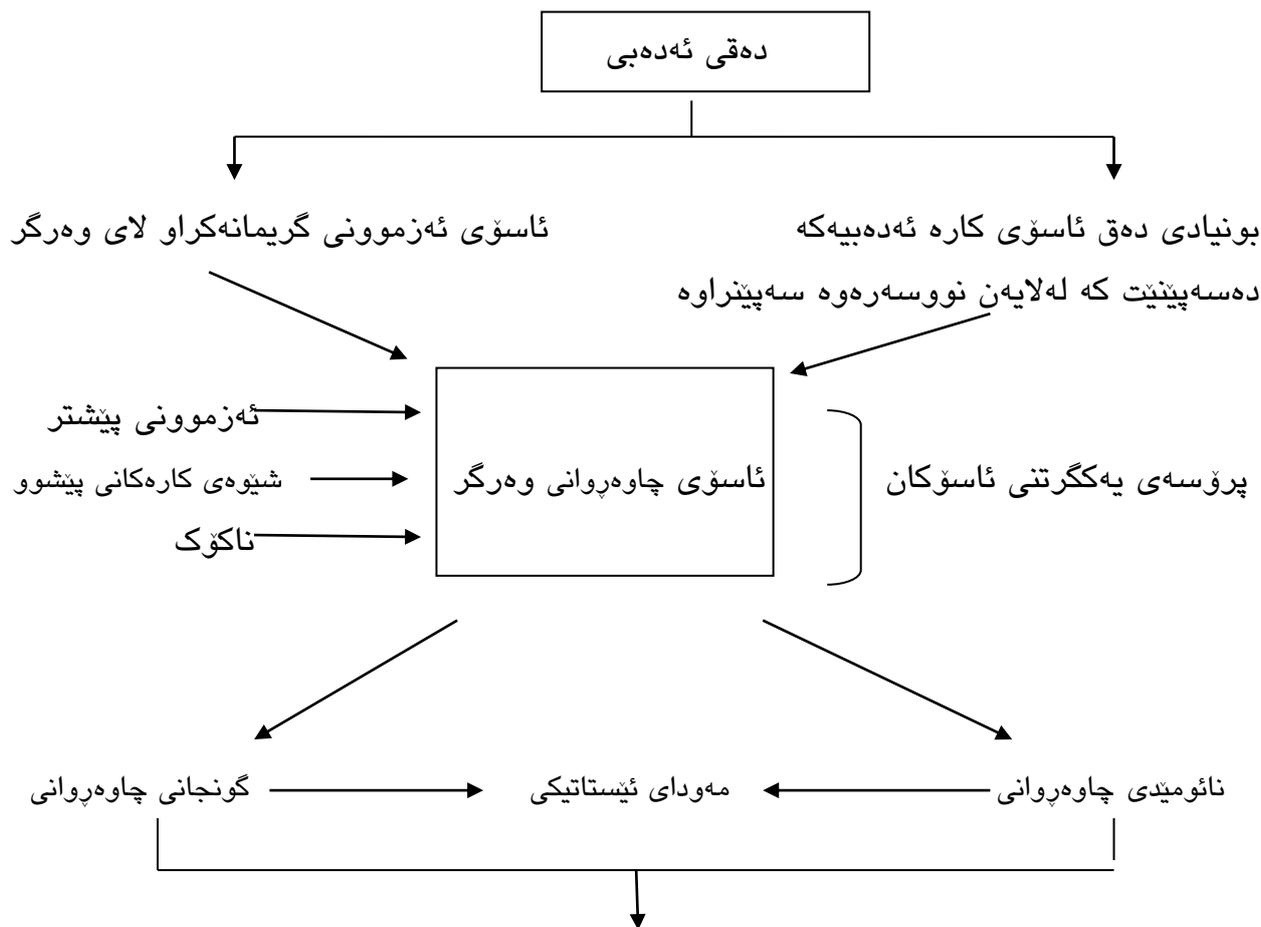 دەقی ئەدەبی
بونیادی دەق ئاسۆی کارە ئەدەبیەکە
دەسەپێنێت کە لەلایەن نووسەرەوە سەپێنراوە
ئاسۆی ئەزموونی گریمانەکراو لای وەرگر
پرۆسەی یەکگرتنی ئاسۆکان
ئاسۆی چاوەڕوانی وەرگر
ئەزموونی پێشتر
شێوەی کارەکانی پێشوو
ناکۆک
نائومێدی چاوەڕوانی
مەودای ئێستاتیکی
گونجانی چاوەڕوانی